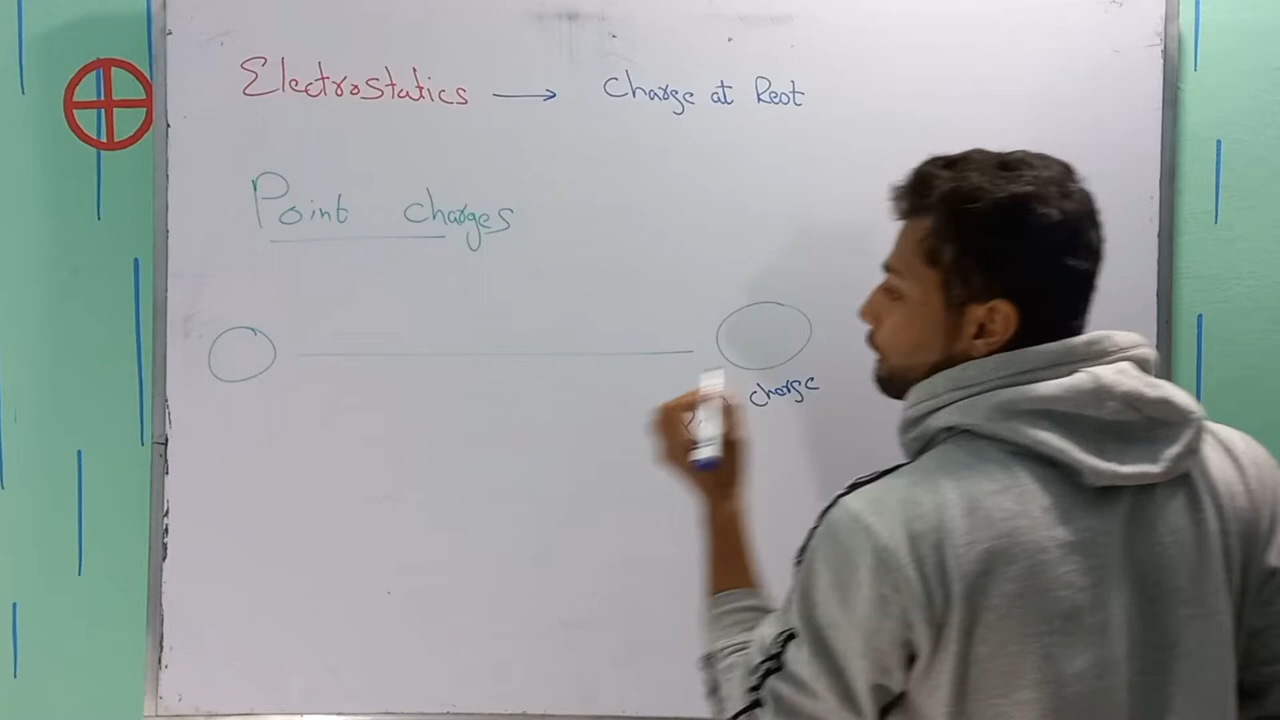 Electrostatics → Charge at Rest
Point charges
charge